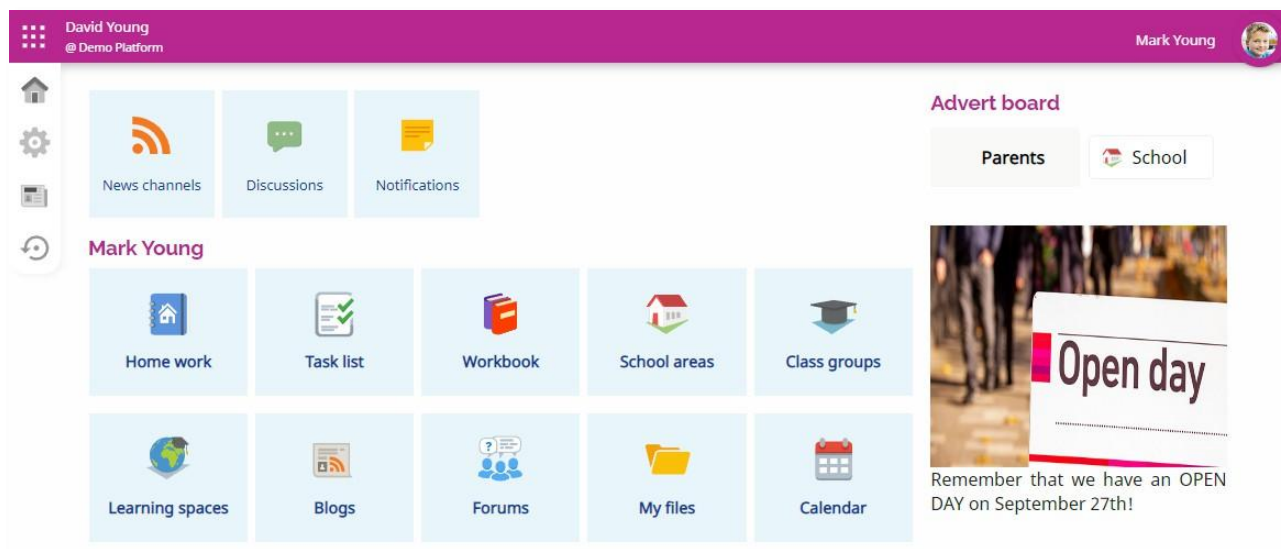 David Young
@ Demo Platform
Mark Young
News channels
Discussions
Notifications
Mark Young
Home work
Task list
Workbook
School areas
Class groups
Learning spaces
Blogs
Forums
My files
Calendar
Advert board
Parents
School
Open day
Remember that we have an OPEN
DAY on September 27th!